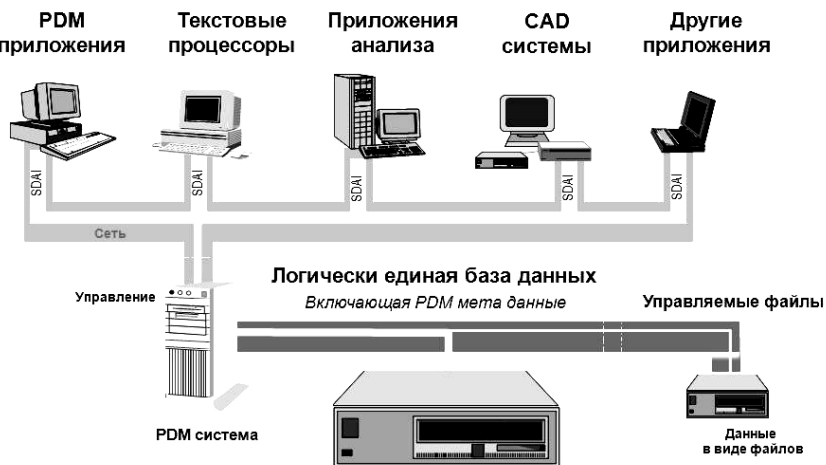 PDM
приложения
Текстовые
процессоры
Приложения
анализа
CAD
системы
Другие
приложения
SDAI
SDAI
SDAI
SDAI
SDAI
Сеть
Логически единая база данных
Управление
Включающая PDM мета данные
Управляемые файлы
PDM система
Данные
в виде файлов